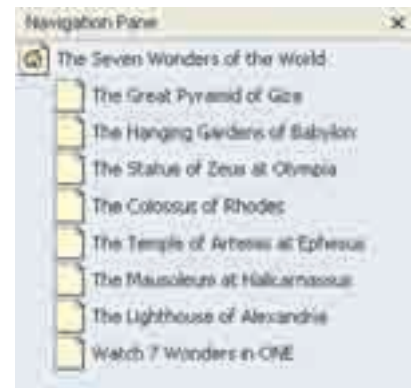 Navigation Pane
The Seven Wonders of the World
The Great Pyramid of Giza
The Hanging Gardens of Babylon
The Statue of Zeus at Olympia
The Colossus of Rhodes
The Temple of Artemis at Ephesus
The Mausoleum at Halicarnassus
The Lighthouse of Alexandria
Watch 7 Wonders in ONE